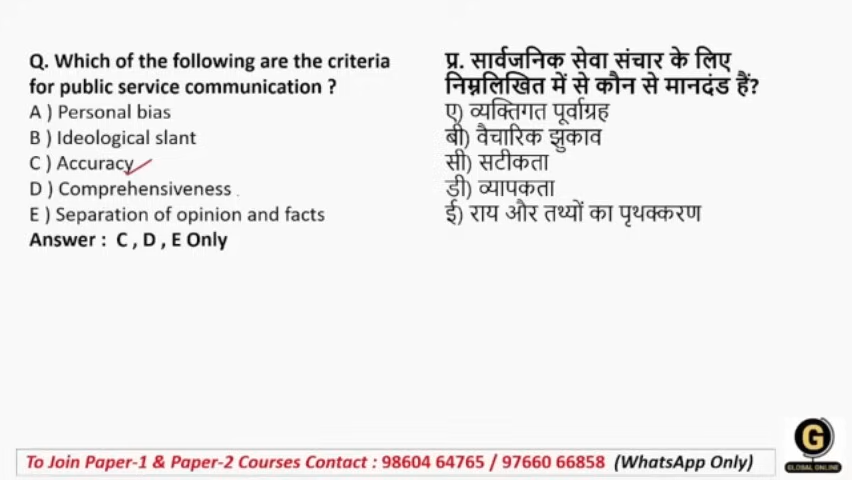 Q. Which of the following are the criteria
for public service communication ?
A ) Personal bias
B ) Ideological slant
C ) Accuracy
D ) Comprehensiveness
E ) Separation of opinion and facts
Answer : C , D , E Only
प्र. सार्वजनिक सेवा संचार के लिए
निम्नलिखित में से कौन से मानदंड हैं?
ए) व्यक्तिगत पूर्वाग्रह
बी) वैचारिक झुकाव
सी) सटीकता
डी) व्यापकता
ई) राय और तथ्यों का पृथक्करण
To Join Paper-1 & Paper-2 Courses Contact : 98604 64765 / 97660 66858 (WhatsApp Only)
G
GLOBAL ONLINE